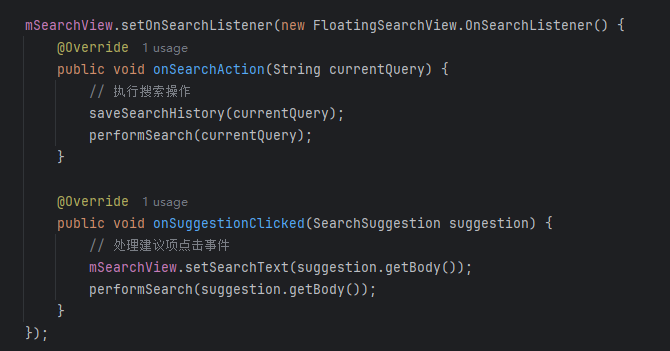 mSearchView.setOnSearchListener(new FloatingSearchView.OnSearchListener() {
@Override 1 usage
public void onSearchAction(String currentQuery) {
// 执行搜索操作
saveSearchHistory(currentQuery);
performSearch(currentQuery);
}
@Override 1 usage
public void onSuggestionClicked(SearchSuggestion suggestion) {
// 处理建议项点击事件
mSearchView.setSearchText(suggestion.getBody());
performSearch(suggestion.getBody());
}
});